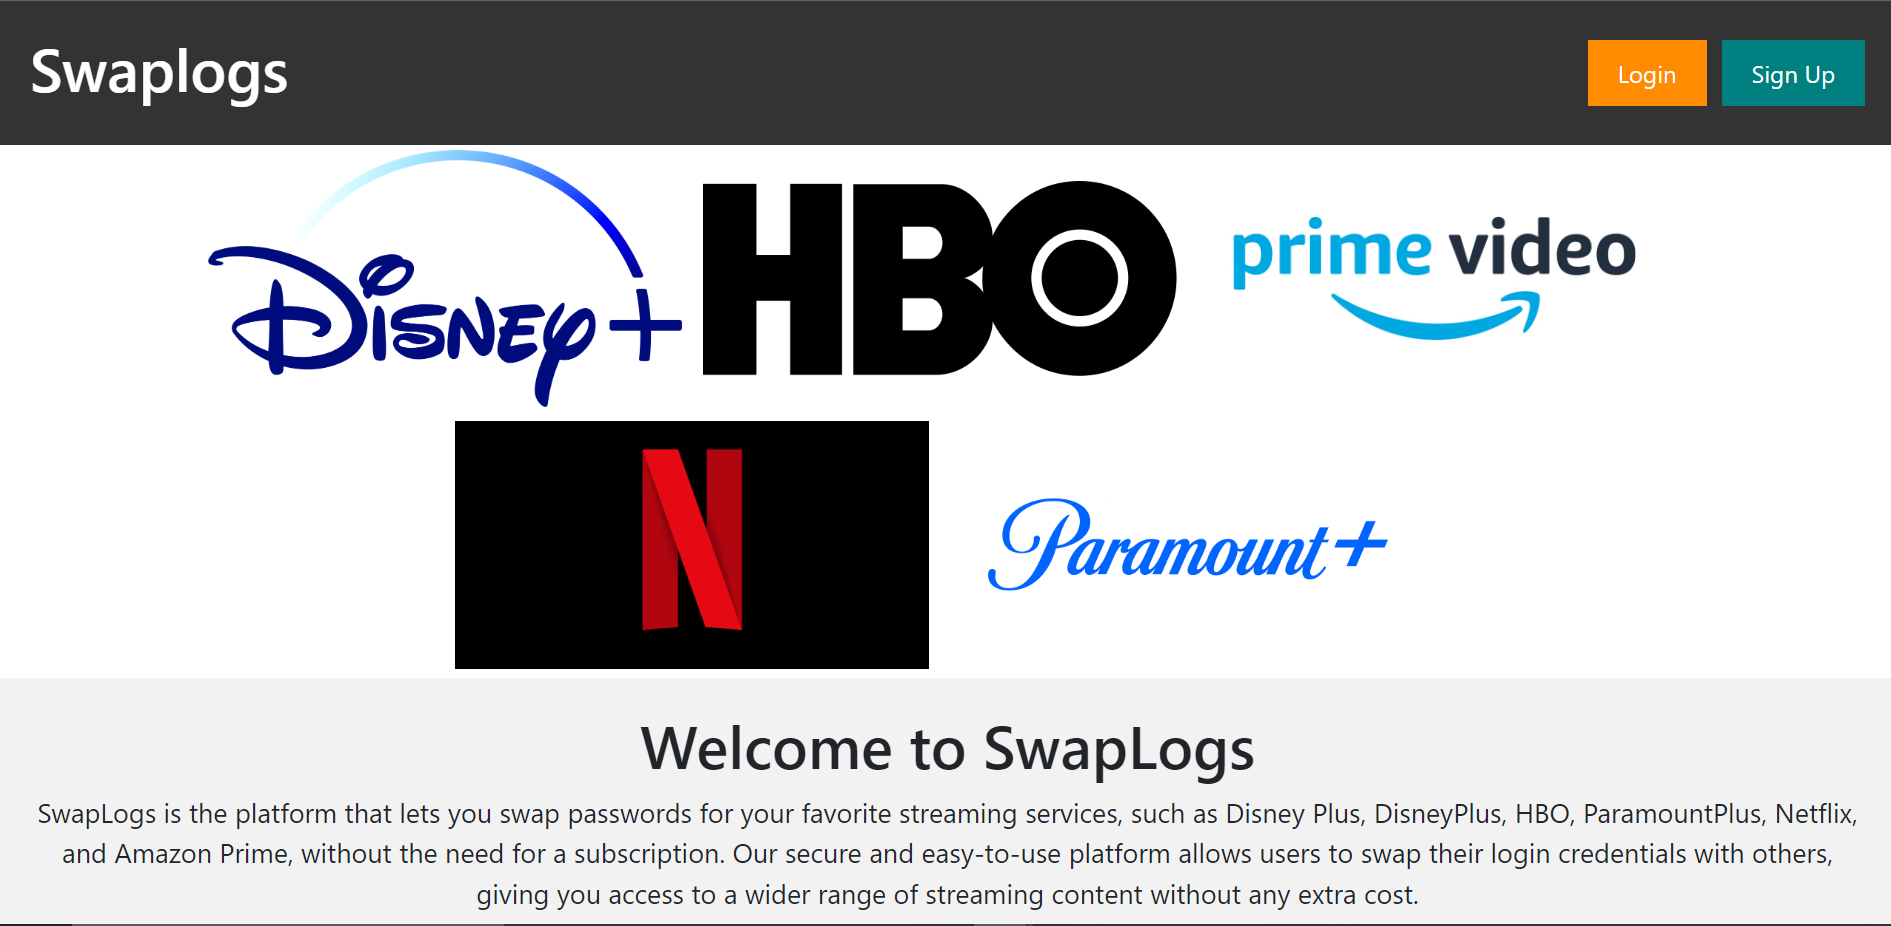 Swaplogs
Login
Sign Up
Disney+
HBO
prime video
N
Paramount+
Welcome to SwapLogs
SwapLogs is the platform that lets you swap passwords for your favorite streaming services, such as Disney Plus, DisneyPlus, HBO, ParamountPlus, Netflix,
and Amazon Prime, without the need for a subscription. Our secure and easy-to-use platform allows users to swap their login credentials with others,
giving you access to a wider range of streaming content without any extra cost.